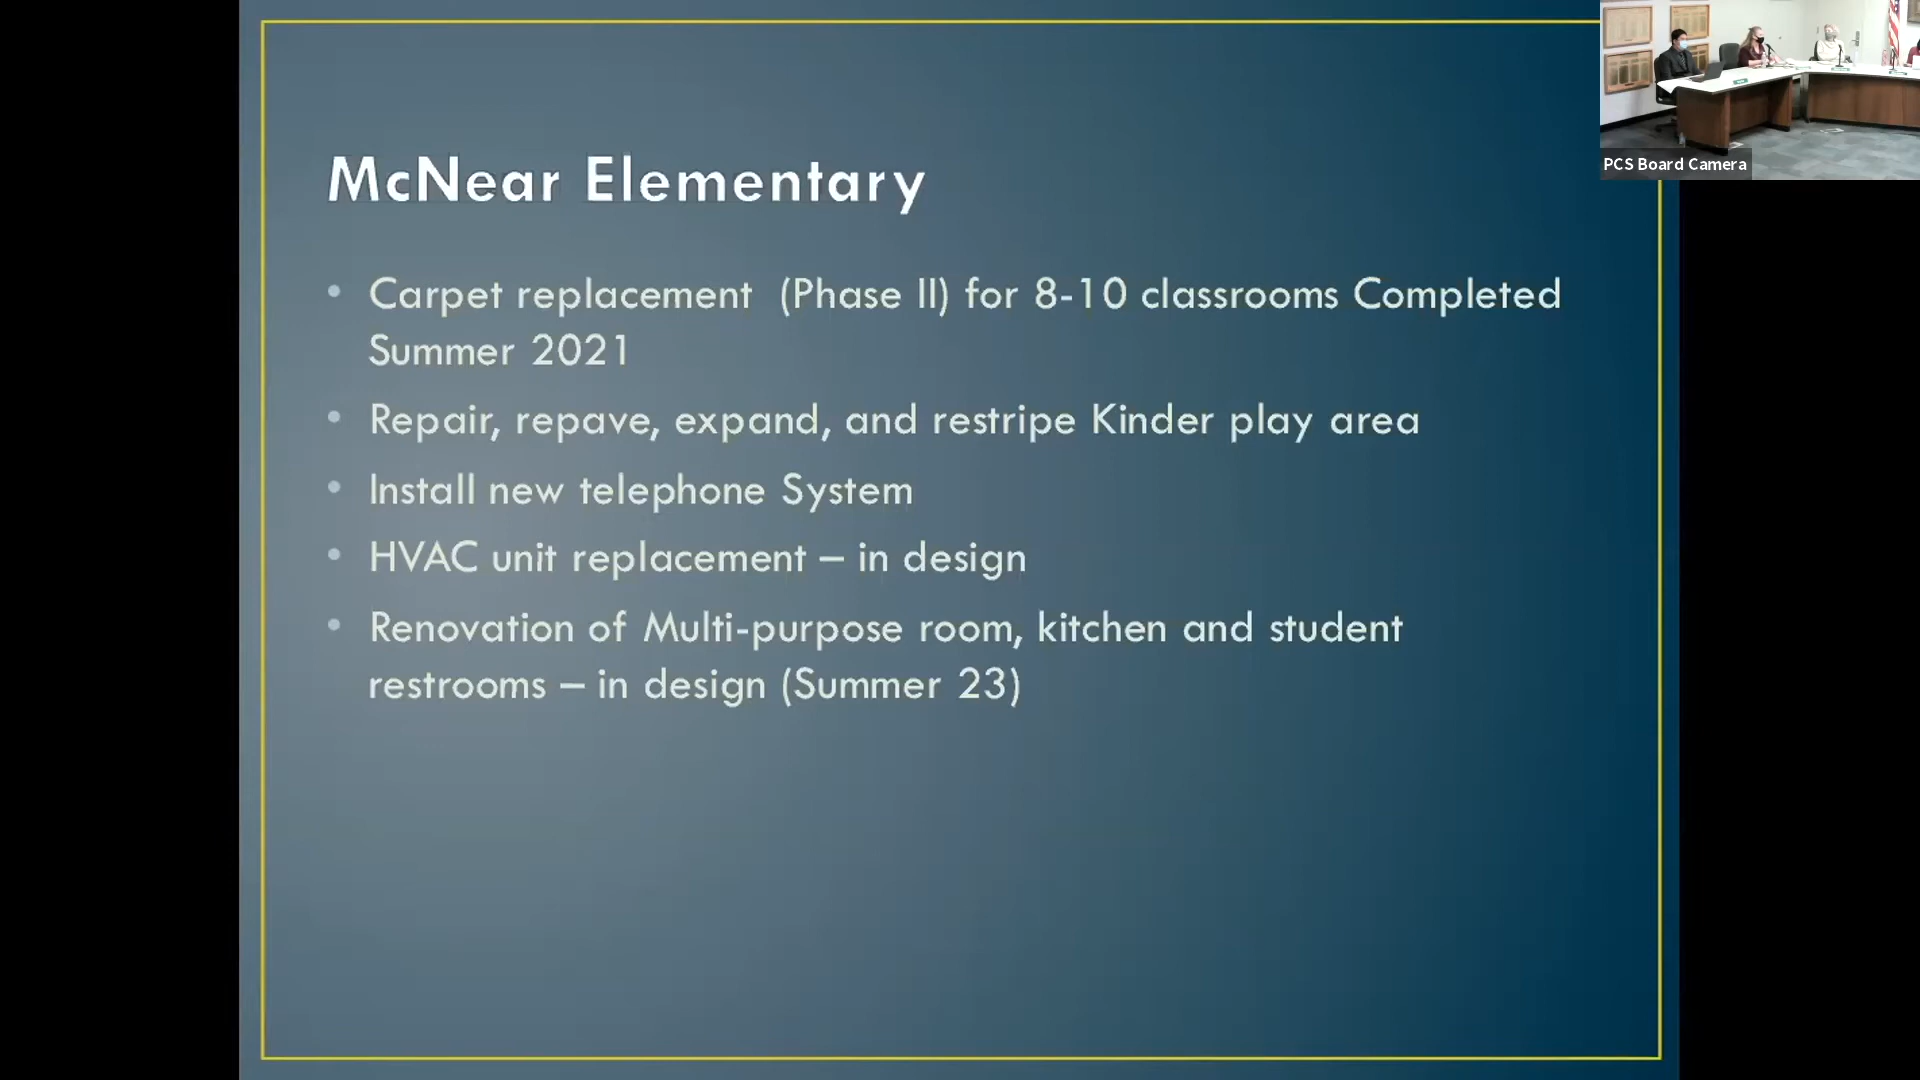 McNear Elementary
• Carpet replacement (Phase II) for 8-10 classrooms Completed
Summer 2021
• Repair, repave, expand, and restripe Kinder play area
• Install new telephone System
• HVAC unit replacement – in design
• Renovation of Multi-purpose room, kitchen and student
restrooms – in design (Summer 23)
PCS Board Camera